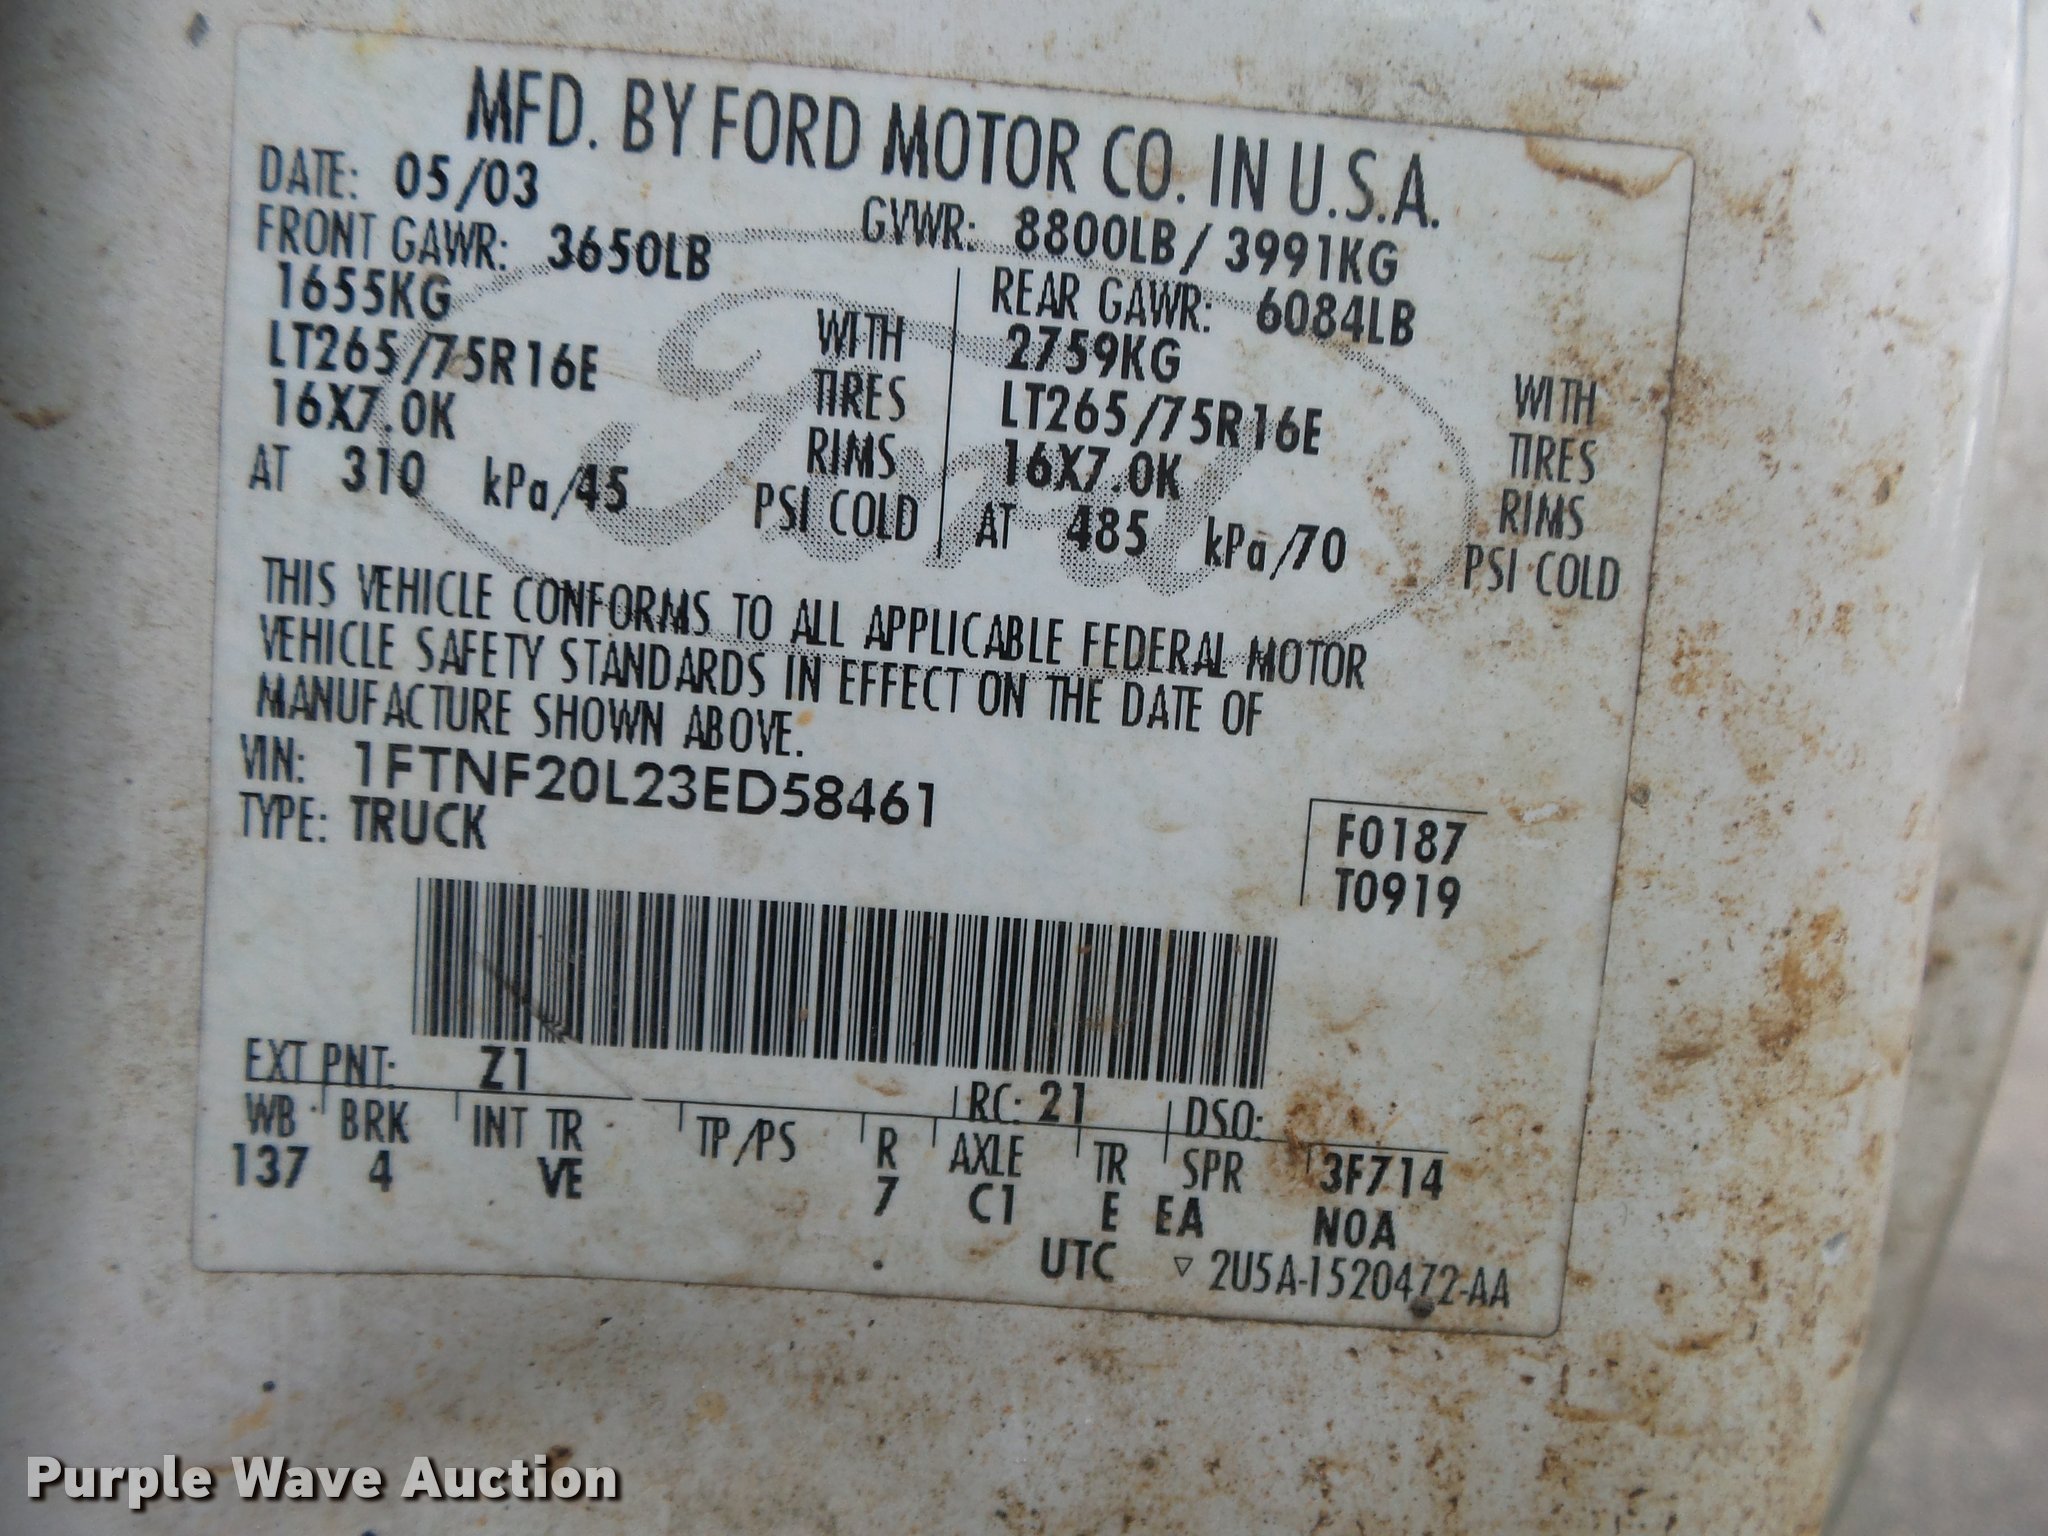 MFD. BY FORD MOTOR CO. IN U.S.A.
DATE: 05/03 GVWR: 8800LB / 3991KG
FRONT GAWR: 3650LB REAR GAWR: 6084LB
1655KG WITH 2759KG WITH
LT265/75R16E TIRES LT265/75R16E TIRES
16X7.0K RIMS 16X7.0K RIMS
AT 310 kPa/45 PSI COLD AT 485 kPa/70 PSI COLD
Ford
THIS VEHICLE CONFORMS TO ALL APPLICABLE FEDERAL MOTOR
VEHICLE SAFETY STANDARDS IN EFFECT ON THE DATE OF
MANUFACTURE SHOWN ABOVE.
VIN: 1FTNF20L23ED58461
TYPE: TRUCK
F0187
T0919
EXT PNT: Z1 RC: 21 DSO:
WB BRK INT TR TP/PS R AXLE TR SPR 3F714
137 4 VE 7 C1 E EA NOA
UTC ▽ 2U5A-1520472-AA
Purple Wave Auction